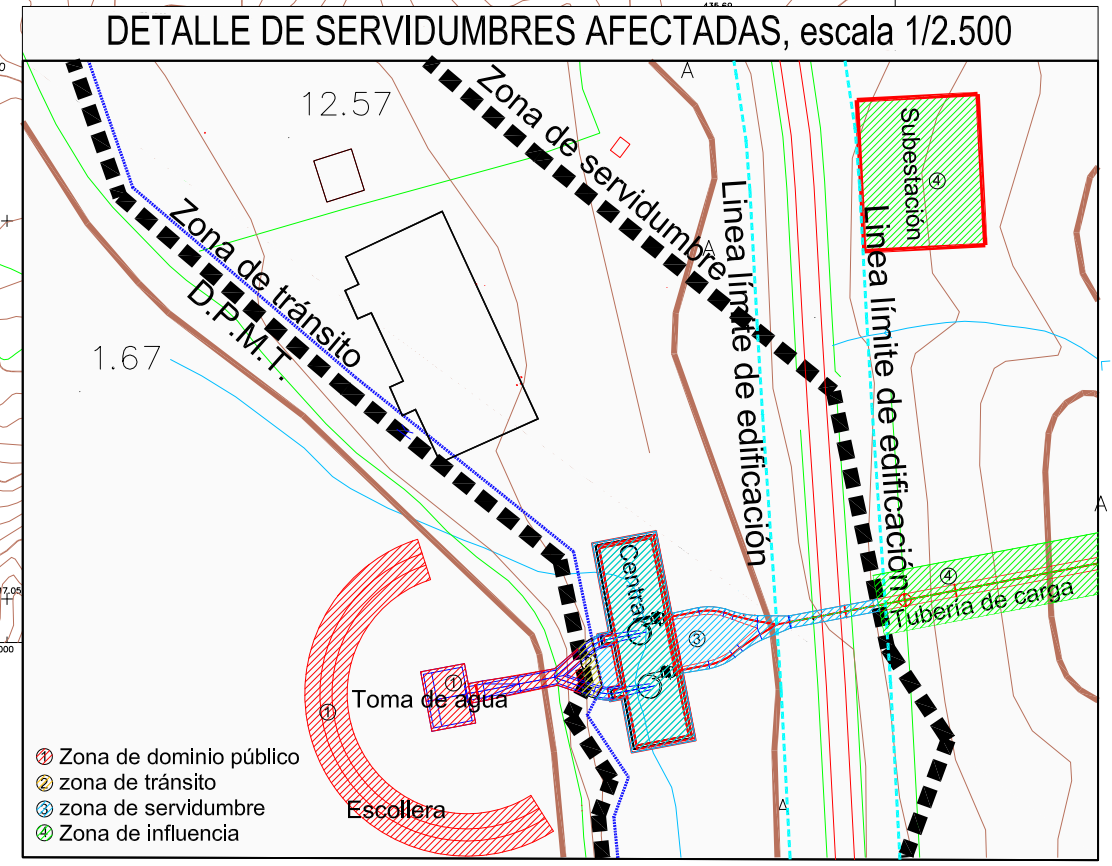 DETALLE DE SERVIDUMBRES AFECTADAS, escala 1/2.500
12.57
A
Zona de servidumbre
Subestación
4
Zona de tránsito
D.P.M.T.
Linea límite de edificación
A
Linea límite de edificación
1.67
A
Central
4
Tubería de carga
3
1
Toma de agua
1
1 Zona de dominio público
2 zona de tránsito
3 zona de servidumbre
4 Zona de influencia
Escollera
A